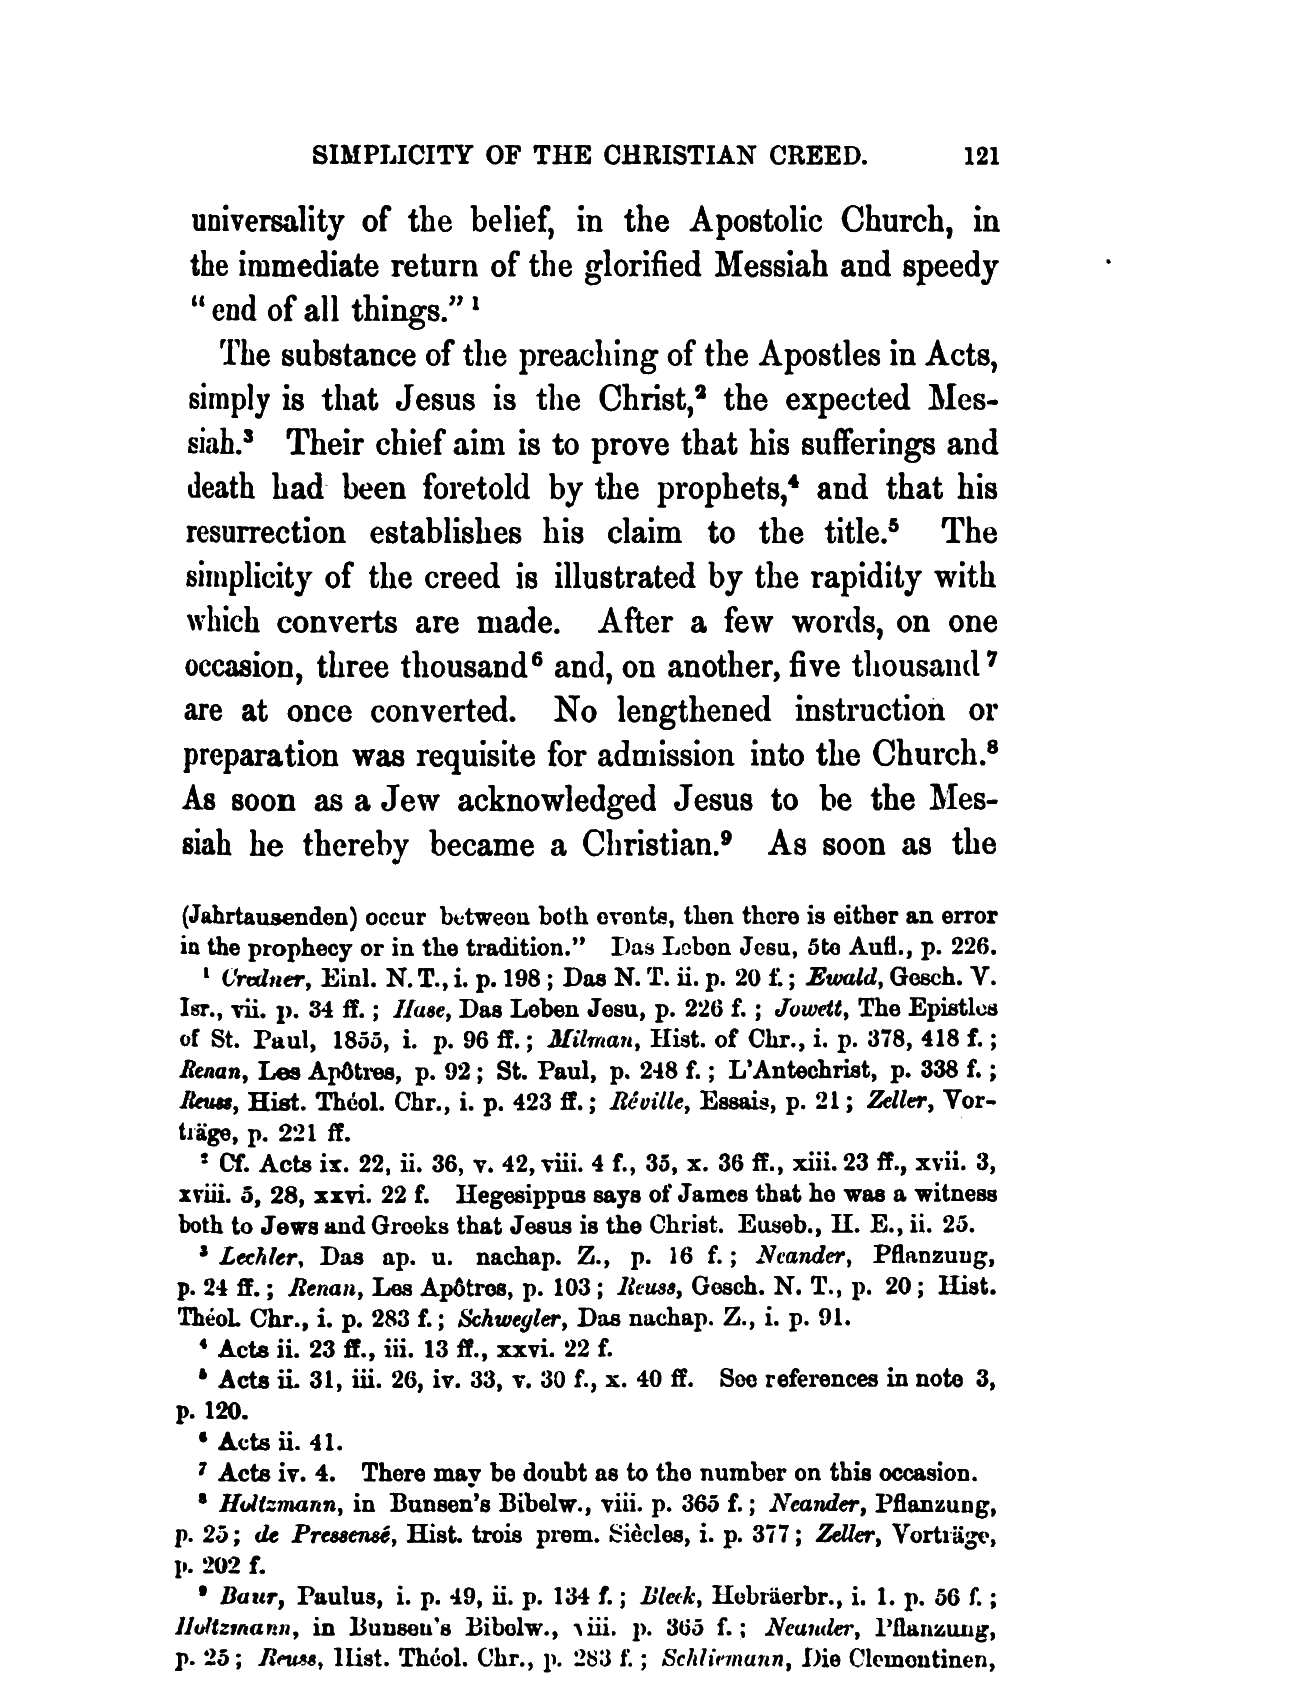 SIMPLICITY OF THE CHRISTIAN CREED. 121
universality of the belief, in the Apostolic Church, in
the immediate return of the glorified Messiah and speedy
“end of all things.” ¹
The substance of the preaching of the Apostles in Acts,
simply is that Jesus is the Christ,² the expected Mes-
siah.³ Their chief aim is to prove that his sufferings and
death had been foretold by the prophets,⁴ and that his
resurrection establishes his claim to the title.⁵ The
simplicity of the creed is illustrated by the rapidity with
which converts are made. After a few words, on one
occasion, three thousand⁶ and, on another, five thousand⁷
are at once converted. No lengthened instruction or
preparation was requisite for admission into the Church.⁸
As soon as a Jew acknowledged Jesus to be the Mes-
siah he thereby became a Christian.⁹ As soon as the
(Jahrtausenden) occur between both events, then there is either an error
in the prophecy or in the tradition.” Das Leben Jesu, 5te Aufl., p. 226.
¹ Credner, Einl. N. T., i. p. 198; Das N. T. ii. p. 20 f.; Ewald, Gesch. V.
Isr., vii. p. 34 ff.; Hase, Das Leben Jesu, p. 226 f.; Jowett, The Epistles
of St. Paul, 1855, i. p. 96 ff.; Milman, Hist. of Chr., i. p. 378, 418 f.;
Renan, Les Apôtres, p. 92; St. Paul, p. 248 f.; L’Antechrist, p. 338 f.;
Reuss, Hist. Théol. Chr., i. p. 423 ff.; Réville, Essais, p. 21; Zeller, Vor-
träge, p. 221 ff.
² Cf. Acts ix. 22, ii. 36, v. 42, viii. 4 f., 35, x. 36 ff., xiii. 23 ff., xvii. 3,
xviii. 5, 28, xxvi. 22 f. Hegesippus says of James that he was a witness
both to Jews and Greeks that Jesus is the Christ. Euseb., H. E., ii. 25.
³ Lechler, Das ap. u. nachap. Z., p. 16 f.; Neander, Pflanzung,
p. 24 ff.; Renan, Les Apôtres, p. 103; Reuss, Gesch. N. T., p. 20; Hist.
Théol. Chr., i. p. 283 f.; Schwegler, Das nachap. Z., i. p. 91.
⁴ Acts ii. 23 ff., iii. 13 ff., xxvi. 22 f.
⁵ Acts ii. 31, iii. 26, iv. 33, v. 30 f., x. 40 ff. See references in note 3,
p. 120.
⁶ Acts ii. 41.
⁷ Acts iv. 4. There may be doubt as to the number on this occasion.
⁸ Holtzmann, in Bunsen’s Bibelw., viii. p. 365 f.; Neander, Pflanzung,
p. 25; de Pressensé, Hist. trois prem. Siècles, i. p. 377; Zeller, Vorträge,
p. 202 f.
⁹ Baur, Paulus, i. p. 49, ii. p. 134 f.; Bleek, Hebräerbr., i. 1. p. 56 f.;
Holtzmann, in Bunsen’s Bibelw., viii. p. 365 f.; Neander, Pflanzung,
p. 25; Reuss, Hist. Théol. Chr., p. 283 f.; Schliemann, Die Clementinen,